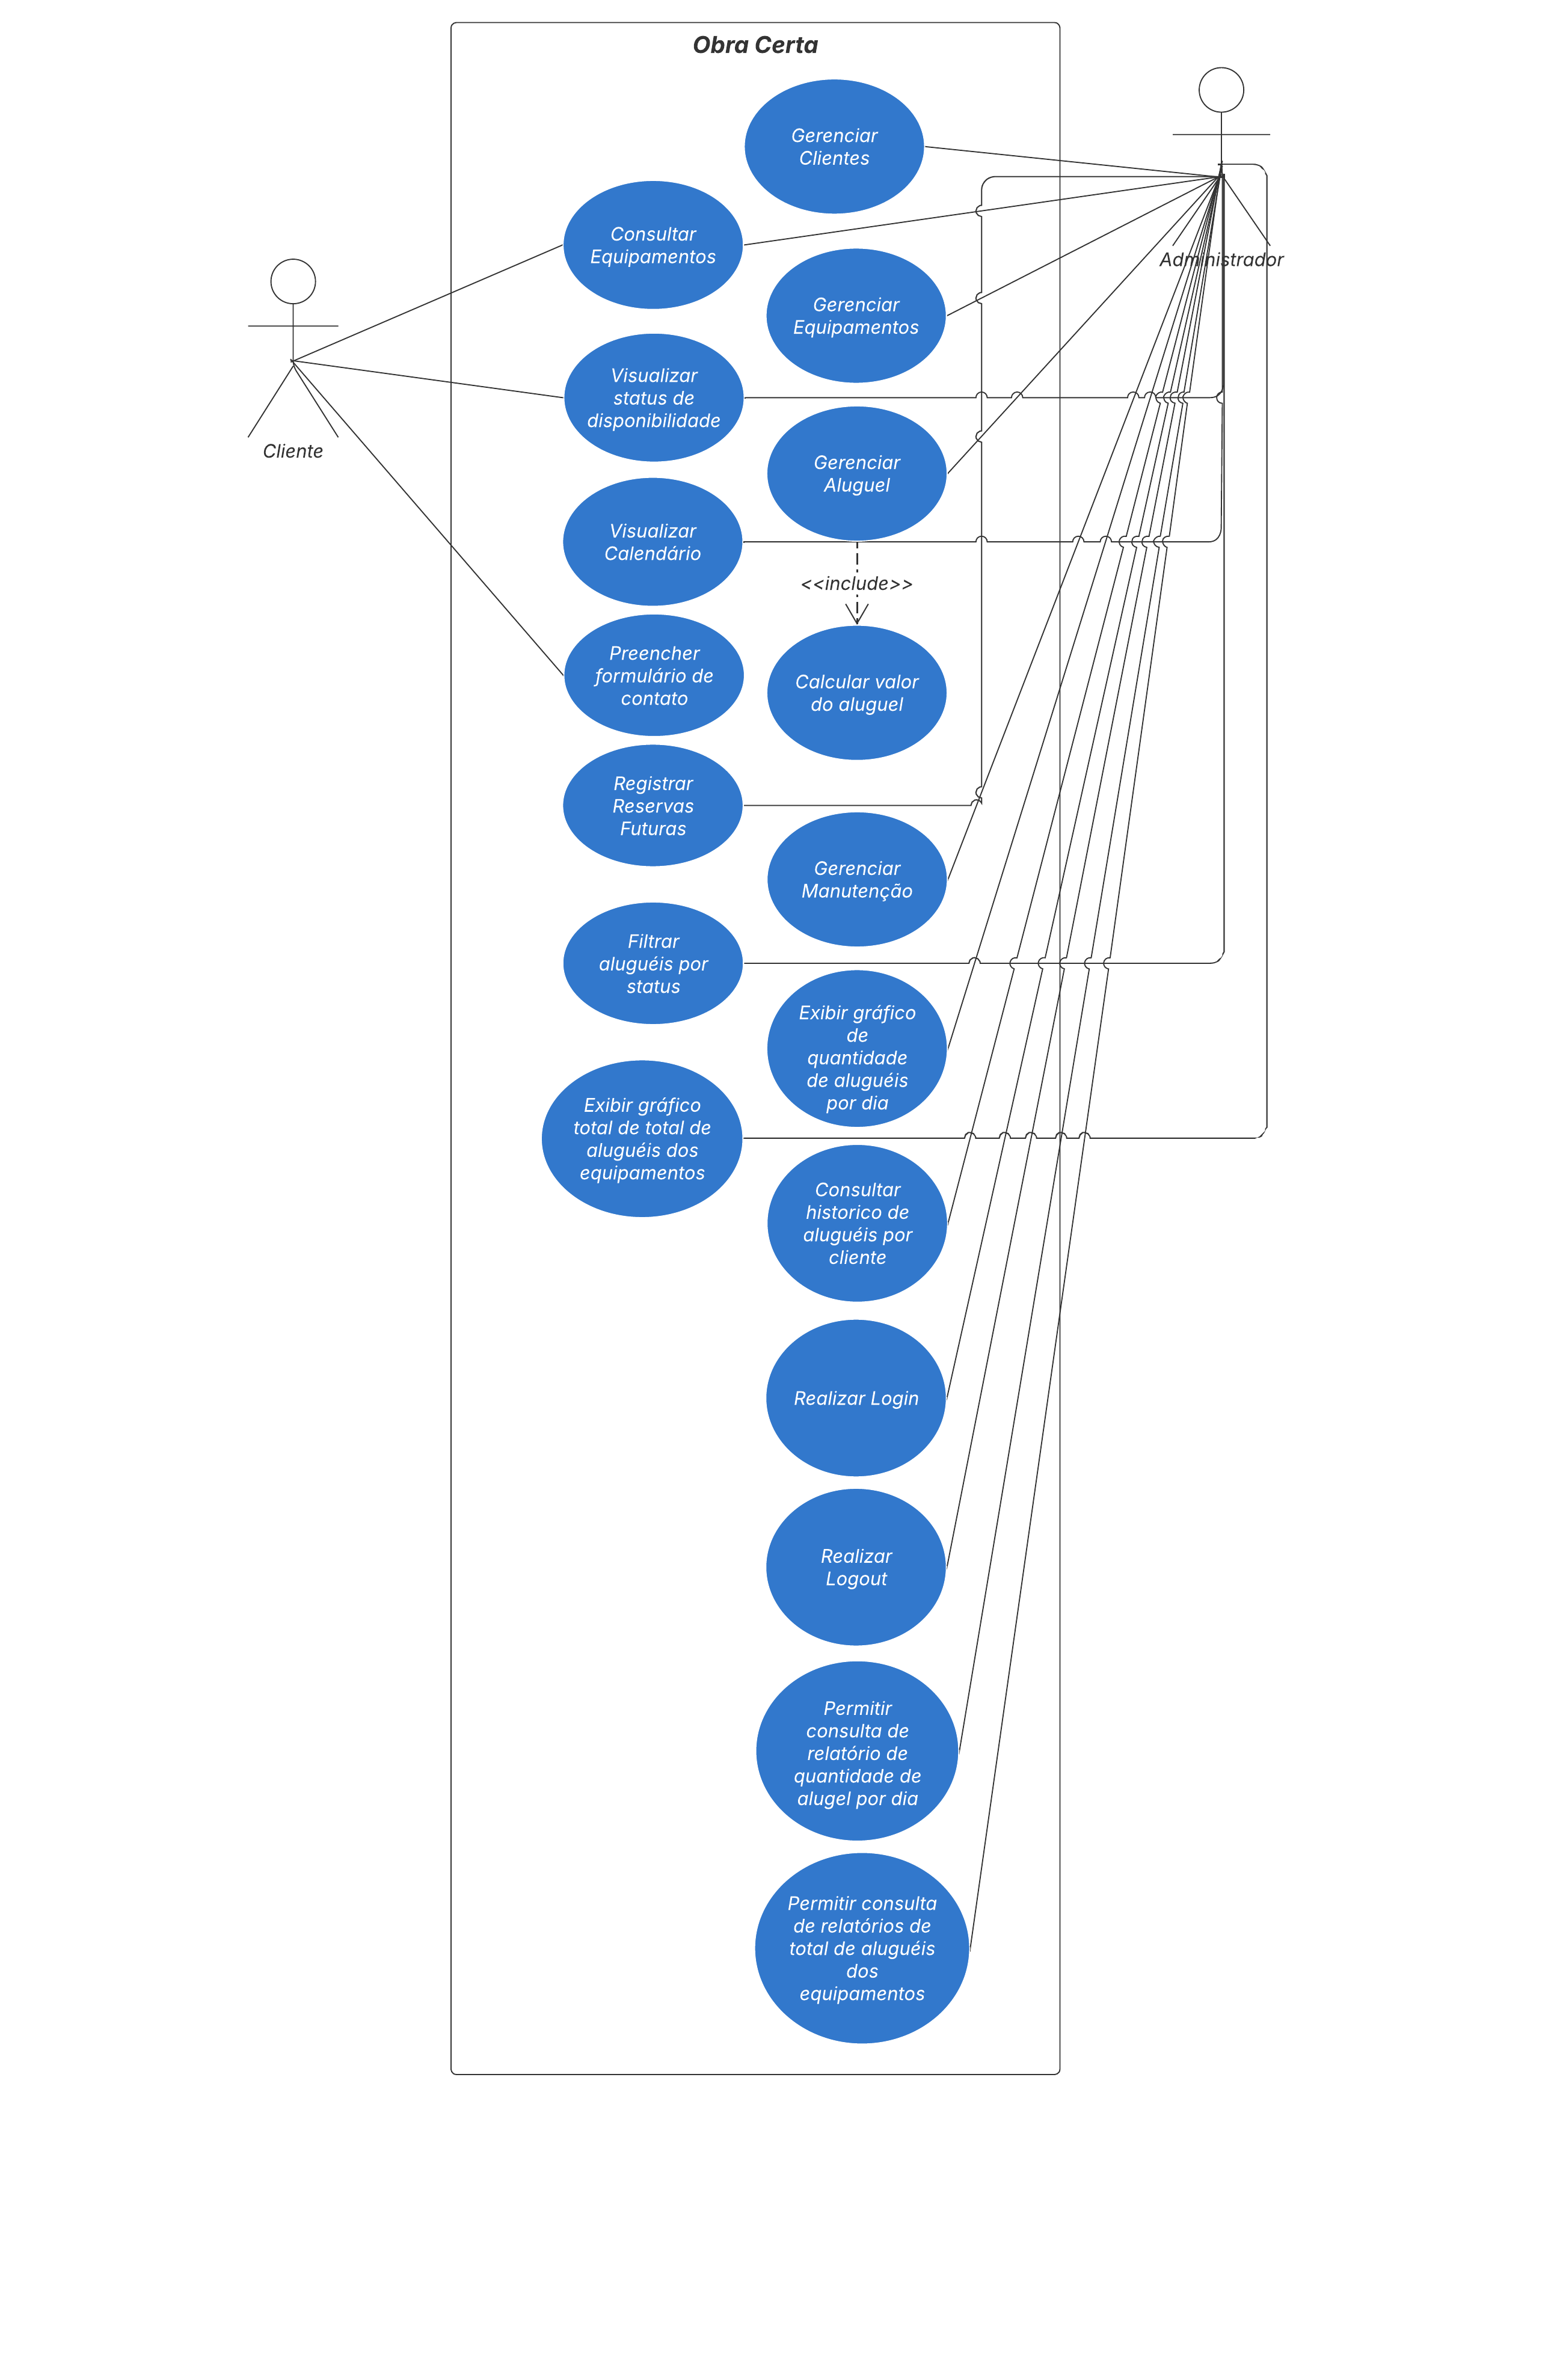 Obra Certa
Gerenciar
Clientes
Consultar
Equipamentos
Administrador
Gerenciar
Equipamentos
Visualizar
status de
disponibilidade
Cliente
Gerenciar
Aluguel
Visualizar
Calendário
<<include>>
Preencher
formulário de
contato
Calcular valor
do aluguel
Registrar
Reservas
Futuras
Gerenciar
Manutenção
Filtrar
aluguéis por
status
Exibir gráfico
de
quantidade
de aluguéis
por dia
Exibir gráfico
total de total de
aluguéis dos
equipamentos
Consultar
historico de
aluguéis por
cliente
Realizar Login
Realizar
Logout
Permitir
consulta de
relatório de
quantidade de
alugel por dia
Permitir consulta
de relatórios de
total de aluguéis
dos
equipamentos